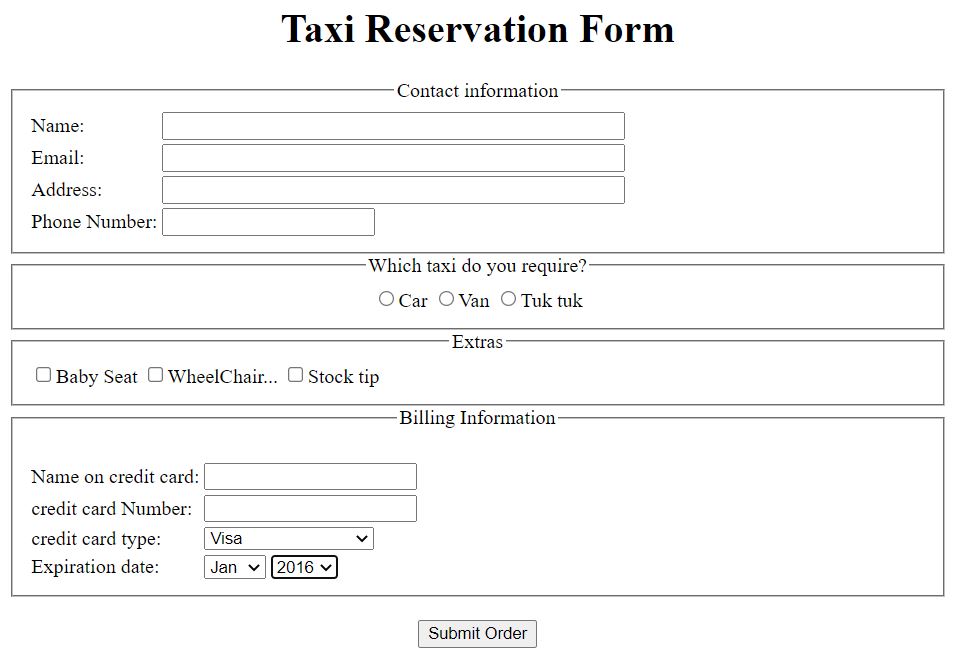 Taxi Reservation Form
Contact information
Name:
Email:
Address:
Phone Number:
Which taxi do you require?
Car Van Tuk tuk
Extras
Baby Seat WheelChair... Stock tip
Billing Information
Name on credit card:
credit card Number:
credit card type: Visa
Expiration date: Jan 2016
Submit Order